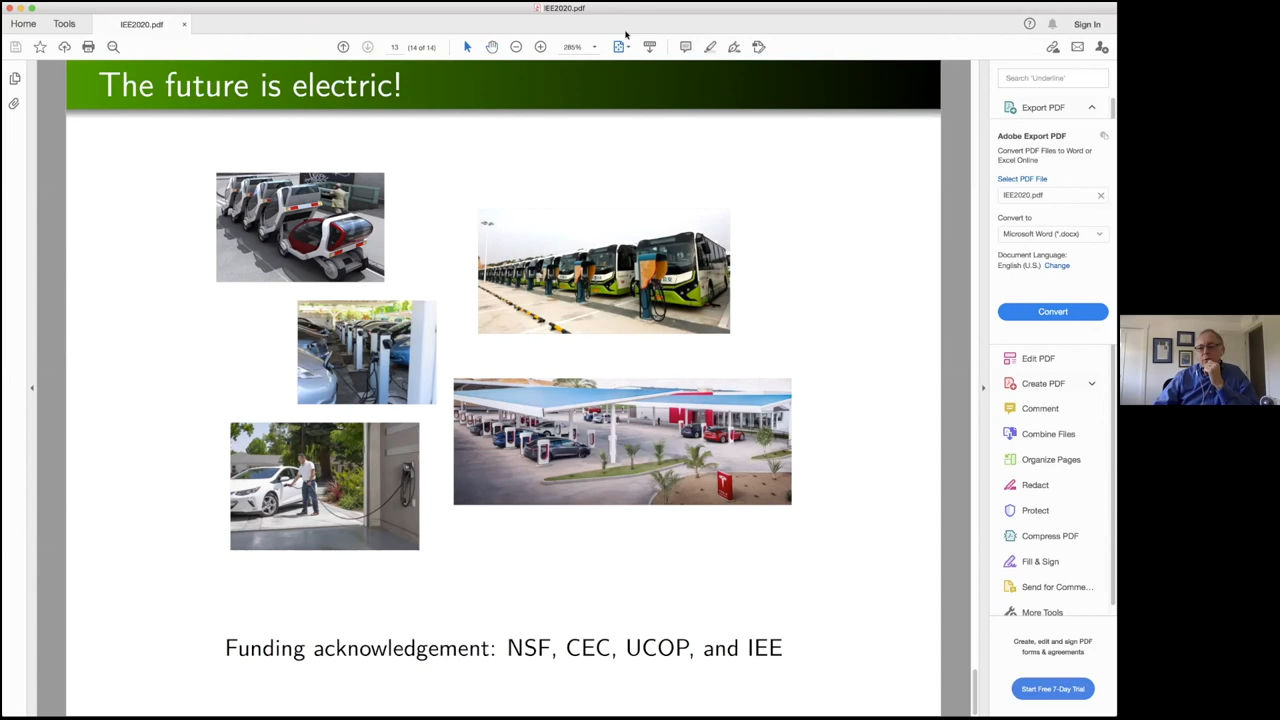 IEE2020.pdf
Home
Tools
IEE2020.pdf
×
Sign In
13
(14 of 14)
285%
The future is electric!
Funding acknowledgement: NSF, CEC, UCOP, and IEE
Search 'Underline'
Export PDF
Adobe Export PDF
Convert PDF Files to Word or
Excel Online
Select PDF File
IEE2020.pdf
Convert to
Microsoft Word (*.docx)
Document Language:
English (U.S.) Change
Convert
Edit PDF
Create PDF
Comment
Combine Files
Organize Pages
Redact
Protect
Compress PDF
Fill & Sign
Send for Comme...
More Tools
Create, edit and sign PDF
forms & agreements
Start Free 7-Day Trial